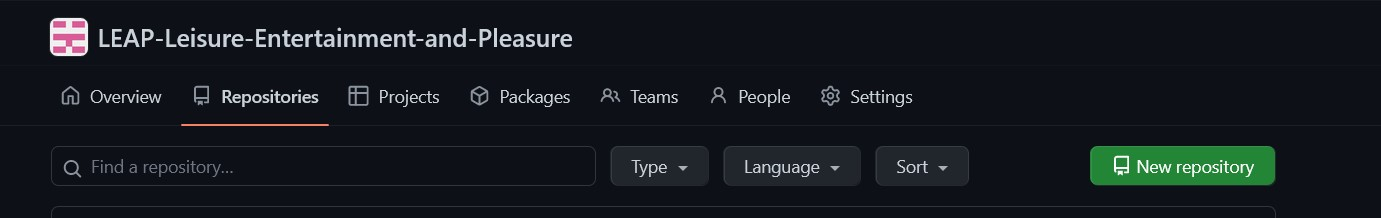 LEAP-Leisure-Entertainment-and-Pleasure
Overview Repositories Projects Packages Teams People Settings
Find a repository... Type Language Sort New repository